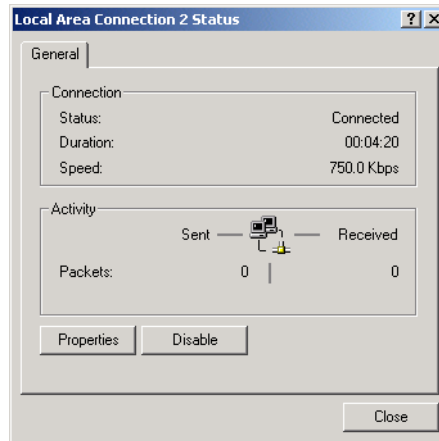 Local Area Connection 2 Status
General
Connection
Status: Connected
Duration: 00:04:20
Speed: 750.0 Kbps
Activity
Sent Received
Packets: 0 0
Properties Disable
Close